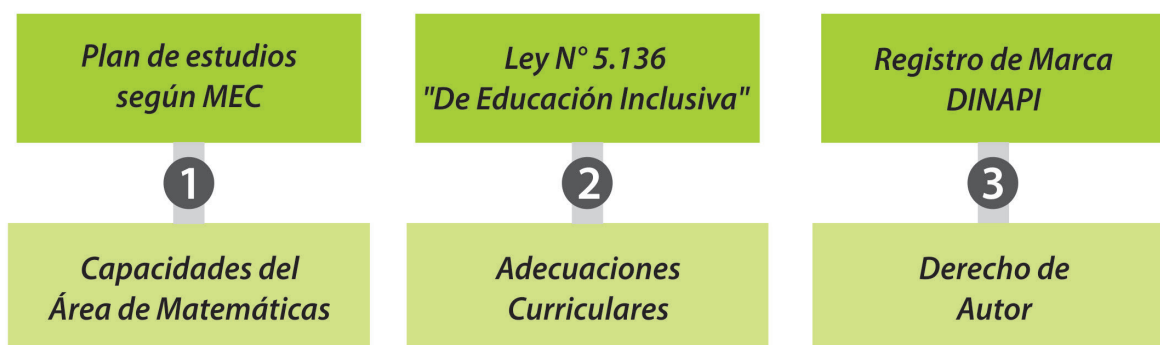 Plan de estudios
según MEC
Ley N° 5.136
"De Educación Inclusiva"
Registro de Marca
DINAPI
1
2
3
Capacidades del
Área de Matemáticas
Adecuaciones
Curriculares
Derecho de
Autor